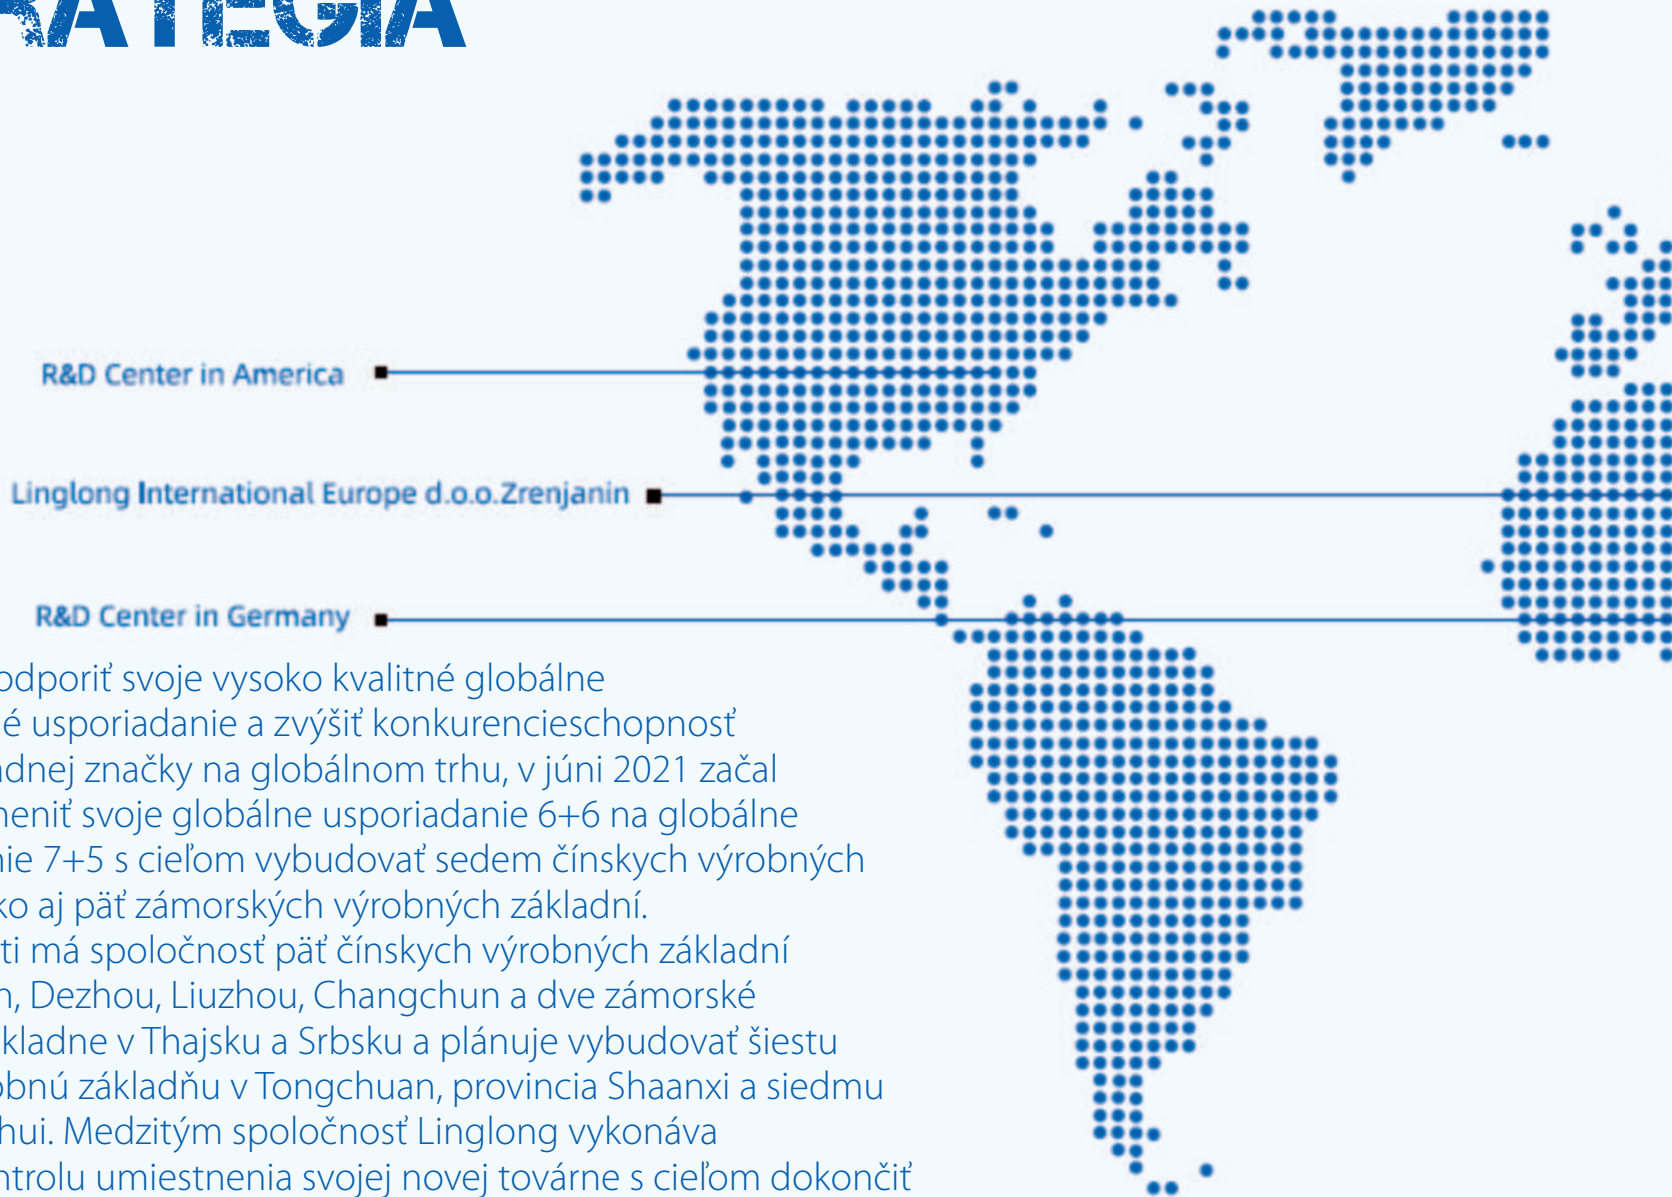 RATEGIA
R&D Center in America
Linglong International Europe d.o.o.Zrenjanin
R&D Center in Germany
odporiť svoje vysoko kvalitné globálne
é usporiadanie a zvýšiť konkurencieschopnosť
adnej značky na globálnom trhu, v júni 2021 začal
meniť svoje globálne usporiadanie 6+6 na globálne
nie 7+5 s cieľom vybudovať sedem čínskych výrobných
ko aj päť zámorských výrobných základní.
ti má spoločnosť päť čínskych výrobných základní
n, Dezhou, Liuzhou, Changchun a dve zámorské
kladne v Thajsku a Srbsku a plánuje vybudovať šiestu
obnú základňu v Tongchuan, provincia Shaanxi a siedmu
hui. Medzitým spoločnosť Linglong vykonáva
ntrolu umiestnenia svojej novej továrne s cieľom dokončiť